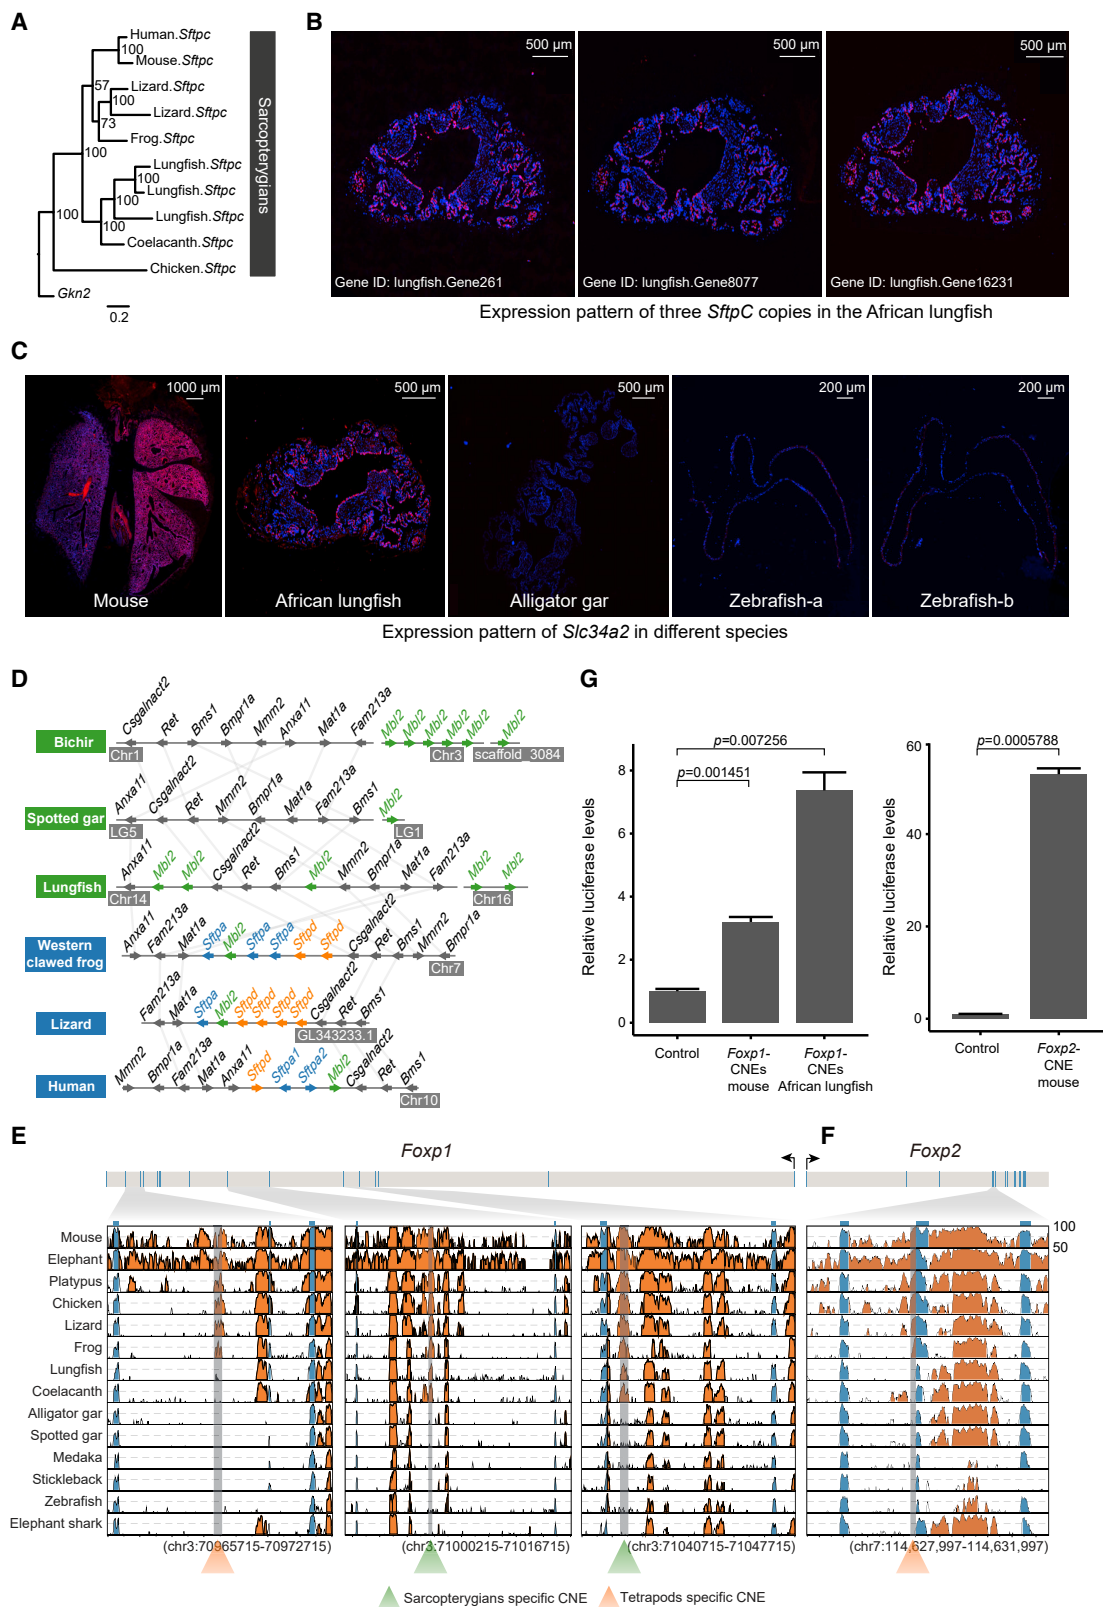 A
Human.Sftpc
100
Mouse.Sftpc
57
Lizard.Sftpc
100
Lizard.Sftpc
73
Frog.Sftpc
100
Lungfish.Sftpc
100
Lungfish.Sftpc
100
Lungfish.Sftpc
100
100
Coelacanth.Sftpc
Chicken.Sftpc
Gkn2
0.2
Sarcopterygians
B
500 µm
500 µm
500 µm
Gene ID: lungfish.Gene261
Gene ID: lungfish.Gene8077
Gene ID: lungfish.Gene16231
Expression pattern of three SftpC copies in the African lungfish
C
1000 µm
500 µm
500 µm
200 µm
200 µm
Mouse
African lungfish
Alligator gar
Zebrafish-a
Zebrafish-b
Expression pattern of Slc34a2 in different species
D
Bichir
Csgalnact2 Ret Bms1 Bmpr1a Mmrn2 Anxa11 Mat1a Fam213a Mbl2 Mbl2 Mbl2 Mbl2 Mbl2 Mbl2
Chr1 Chr3 scaffold_3084
Spotted gar
Anxa11 Csgalnact2 Ret Mmrn2 Bmpr1a Mat1a Fam213a Bms1 Mbl2
LG5 LG1
Lungfish
Anxa11 Mbl2 Mbl2 Csgalnact2 Ret Bms1 Mbl2 Mmrn2 Bmpr1a Mat1a Fam213a Mbl2 Mbl2
Chr14 Chr16
Western
clawed frog
Anxa11 Fam213a Mat1a Sftpa Mbl2 Sftpa Sftpa Sftpd Sftpd Csgalnact2 Ret Bms1 Mmrn2 Bmpr1a
Chr7
Lizard
Fam213a Mat1a Sftpa Mbl2 Sftpd Sftpd Sftpd Sftpd Csgalnact2 Ret Bms1
GL343233.1
Human
Mmrn2 Bmpr1a Fam213a Mat1a Anxa11 Sftpd Sftpa1 Sftpa2 Mbl2 Csgalnact2 Ret Bms1
Chr10
G
Relative luciferase levels
8
6
4
2
0
p=0.007256
p=0.001451
Control
Foxp1-
CNEs
mouse
Foxp1-
CNEs
African lungfish
Relative luciferase levels
60
40
20
0
p=0.0005788
Control
Foxp2-
CNE
mouse
E
Foxp1
F
Foxp2
100
50
Mouse
Elephant
Platypus
Chicken
Lizard
Frog
Lungfish
Coelacanth
Alligator gar
Spotted gar
Medaka
Stickleback
Zebrafish
Elephant shark
(chr3:70965715-70972715)
(chr3:71000215-71016715)
(chr3:71040715-71047715)
(chr7:114,627,997-114,631,997)
Sarcopterygians specific CNE
Tetrapods specific CNE